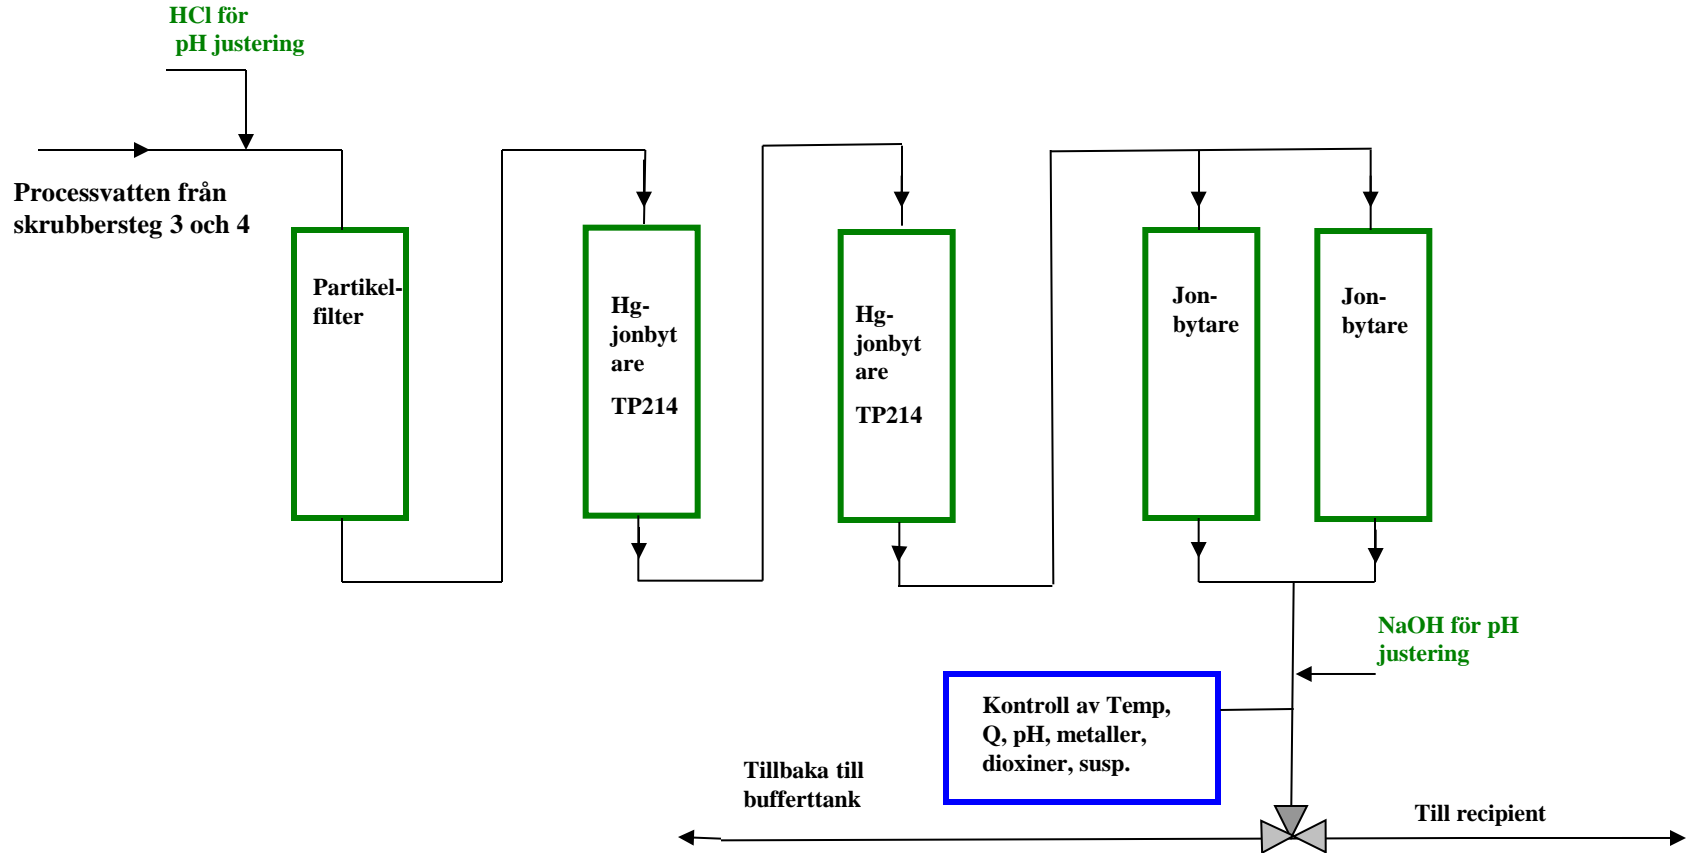 HCl för
pH justering
Processvatten från
skrubbersteg 3 och 4
Partikel-
filter
Hg-
jonbyt
are
TP214
Hg-
jonbyt
are
TP214
Jon-
bytare
Jon-
bytare
NaOH för pH
justering
Kontroll av Temp,
Q, pH, metaller,
dioxiner, susp.
Tillbaka till
bufferttank
Till recipient